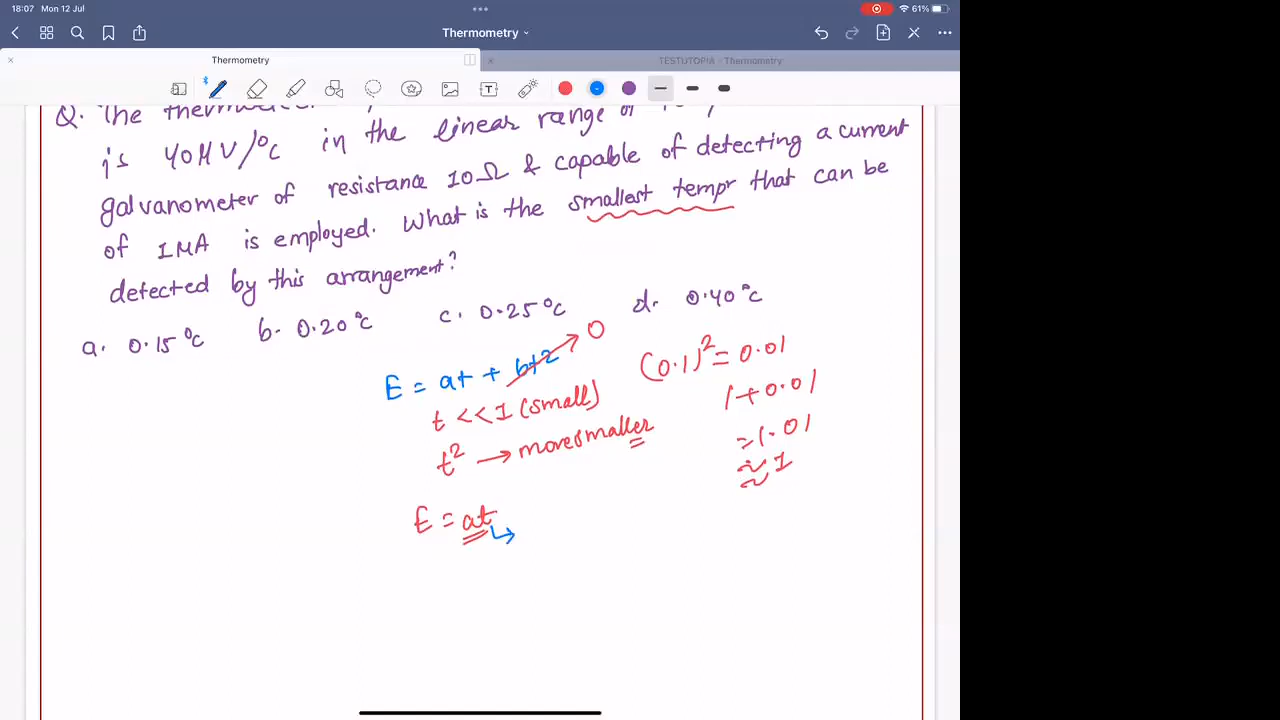 18:07 Mon 12 Jul
61%
Thermometry
Thermometry
TESTUTOPIA - Thermometry
Q. The
is 40MV/°C in the linear range of
galvanometer of resistance 10Ω & capable of detecting a current
of 1MA is employed. What is the smallest tempr that can be
detected by this arrangement?
a. 0.15°C b. 0.20°C c. 0.25°C d. 0.40°C
E = at + bt2 → 0
t << 1 (small)
t² → more smaller
E = at
(0.1)² = 0.01
1 + 0.01
= 1.01
≈ 1